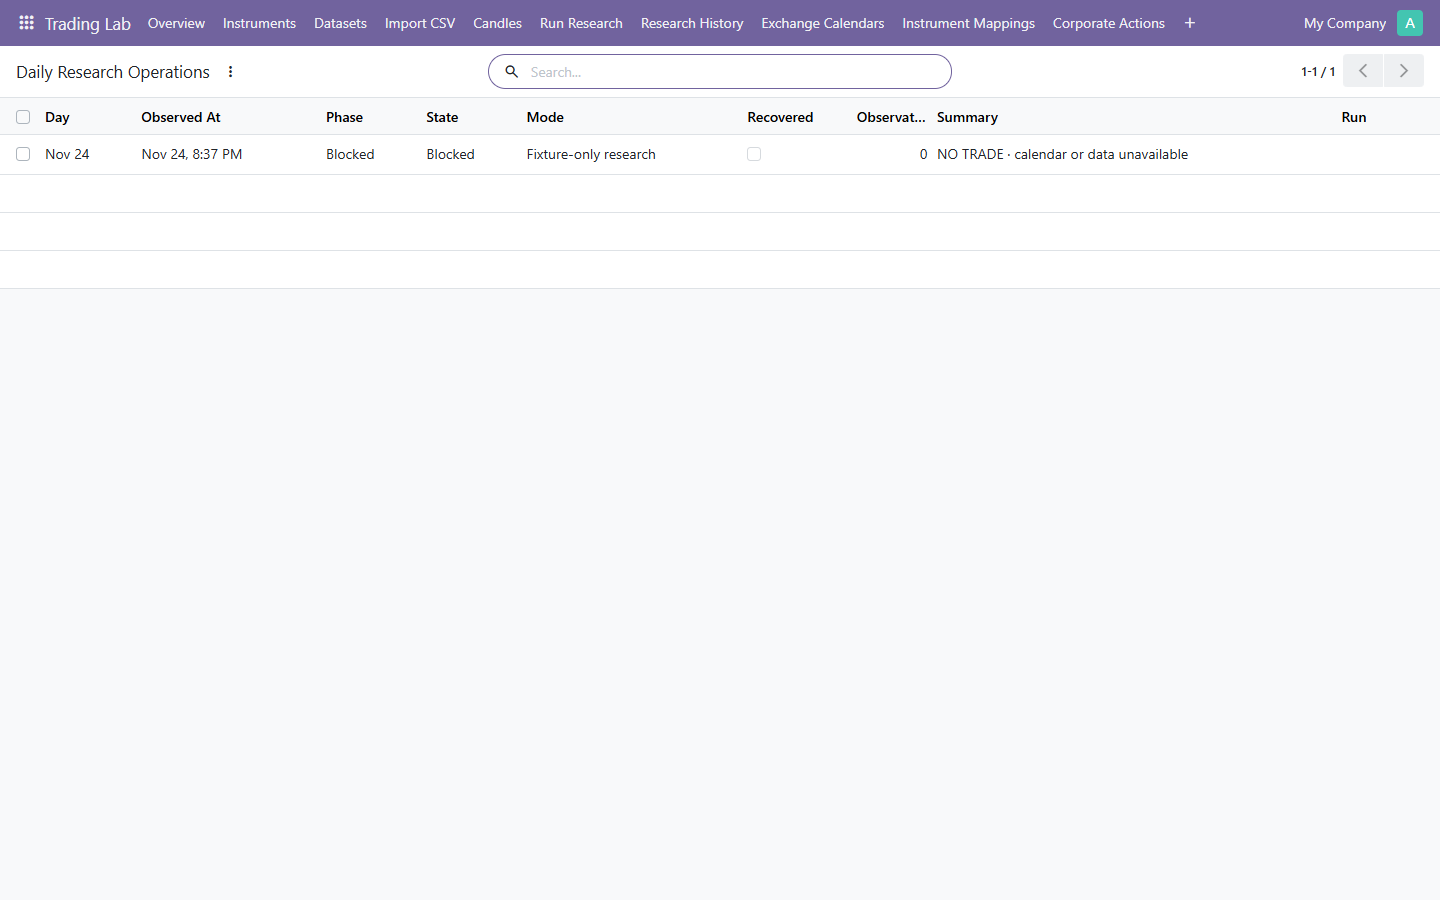 Trading Lab Overview Instruments Datasets Import CSV Candles Run Research Research History Exchange Calendars Instrument Mappings Corporate Actions + My Company A
Daily Research Operations Search... 1-1 / 1
Day Observed At Phase State Mode Recovered Observat... Summary Run
Nov 24 Nov 24, 8:37 PM Blocked Blocked Fixture-only research 0 NO TRADE · calendar or data unavailable